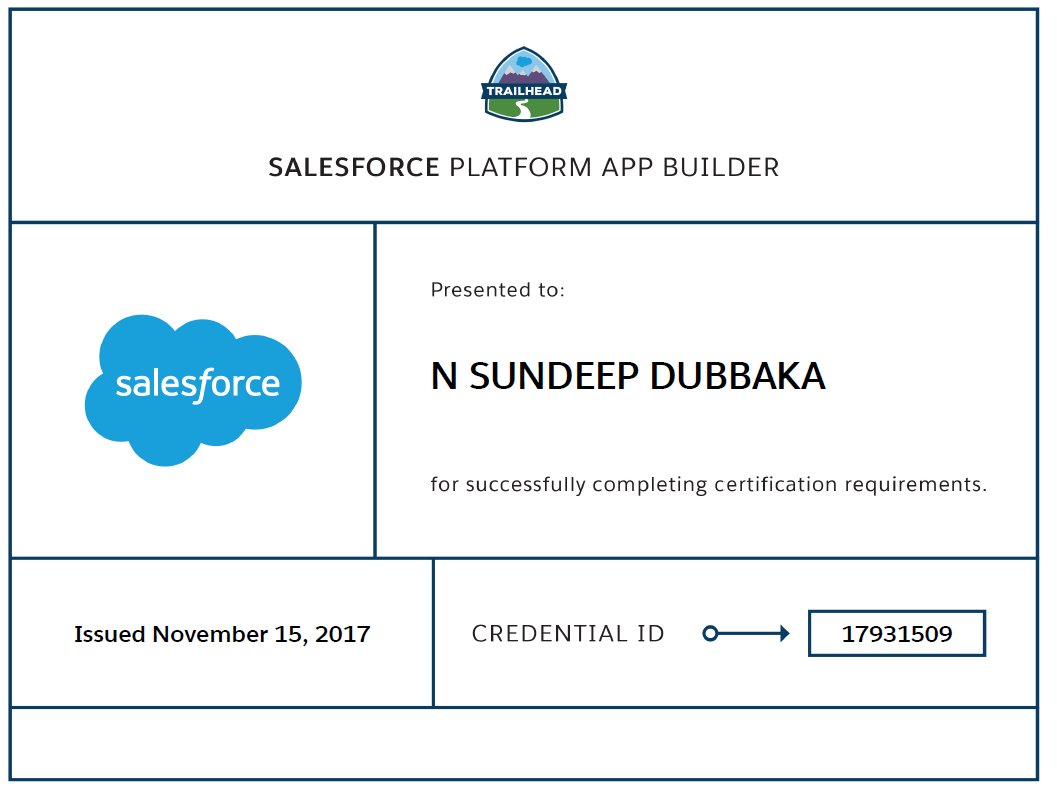 TRAILHEAD
SALESFORCE PLATFORM APP BUILDER
Presented to:
salesforce
N SUNDEEP DUBBAKA
for successfully completing certification requirements.
Issued November 15, 2017
CREDENTIAL ID
17931509